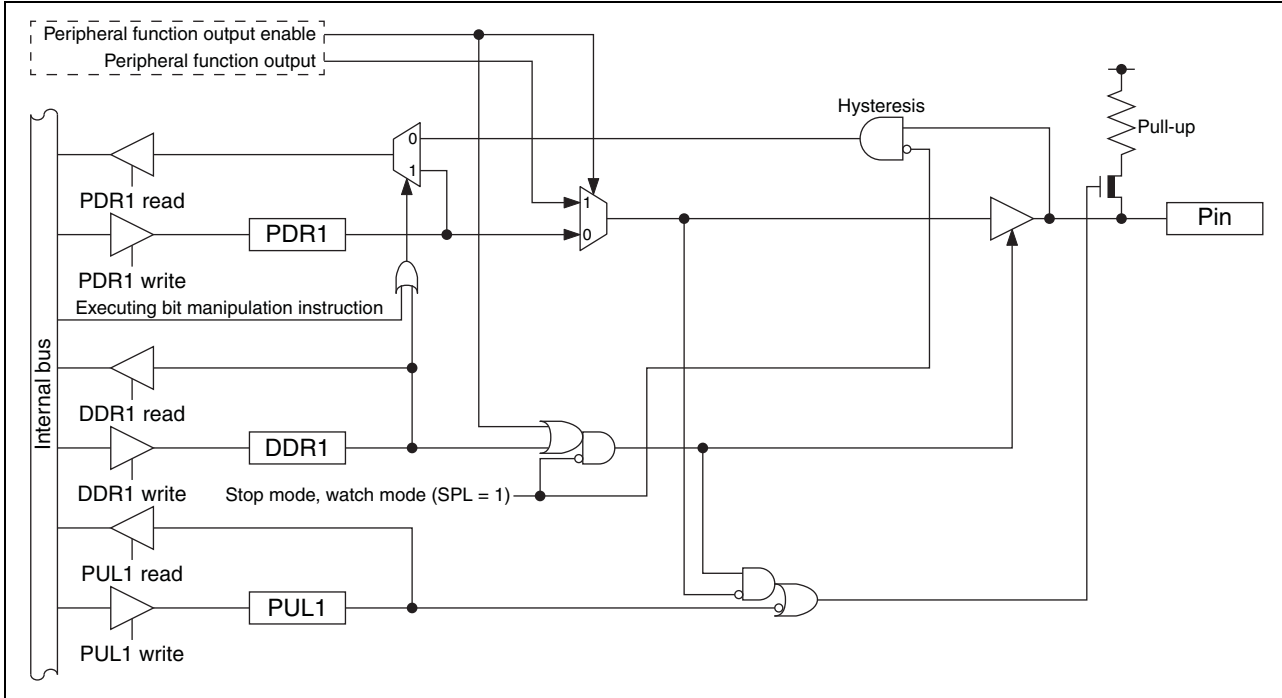 Peripheral function output enable
Peripheral function output
Hysteresis
Pull-up
0
1
PDR1 read
1
0
Pin
PDR1
PDR1 write
Executing bit manipulation instruction
Internal bus
DDR1 read
DDR1
DDR1 write
Stop mode, watch mode (SPL = 1)
PUL1 read
PUL1
PUL1 write